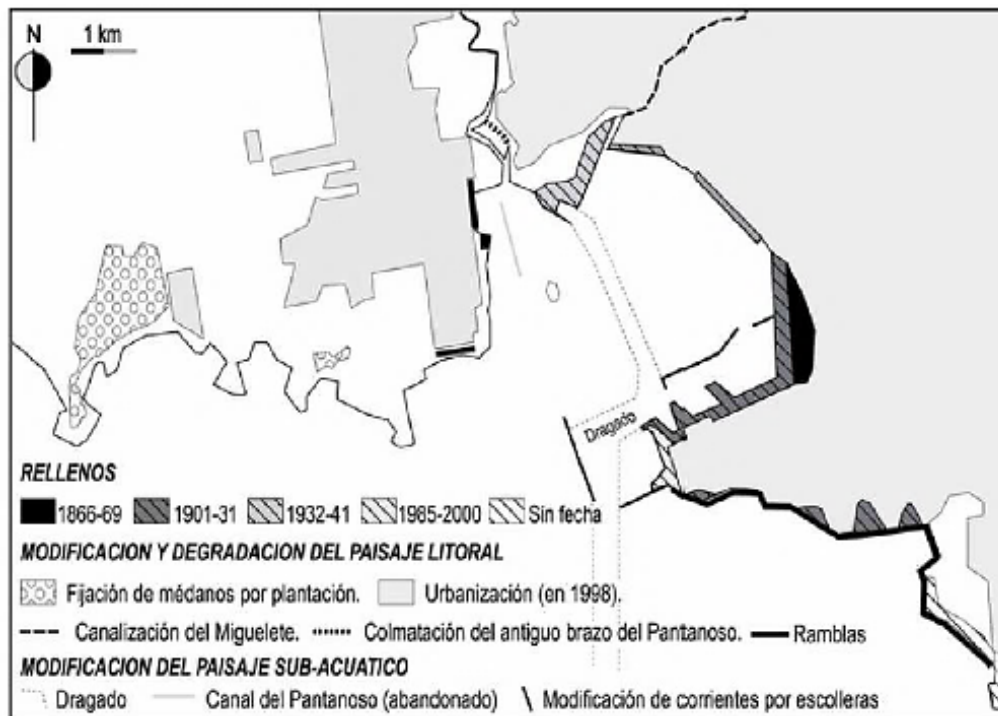 N
1 km
Dragado
RELLENOS
1866-69 1901-31 1932-41 1985-2000 Sin fecha
MODIFICACION Y DEGRADACION DEL PAISAJE LITORAL
Fijación de médanos por plantación. Urbanización (en 1998).
Canalización del Miguelete. Colmatación del antiguo brazo del Pantanoso. Ramblas
MODIFICACION DEL PAISAJE SUB-ACUATICO
Dragado Canal del Pantanoso (abandonado) Modificación de corrientes por escolleras